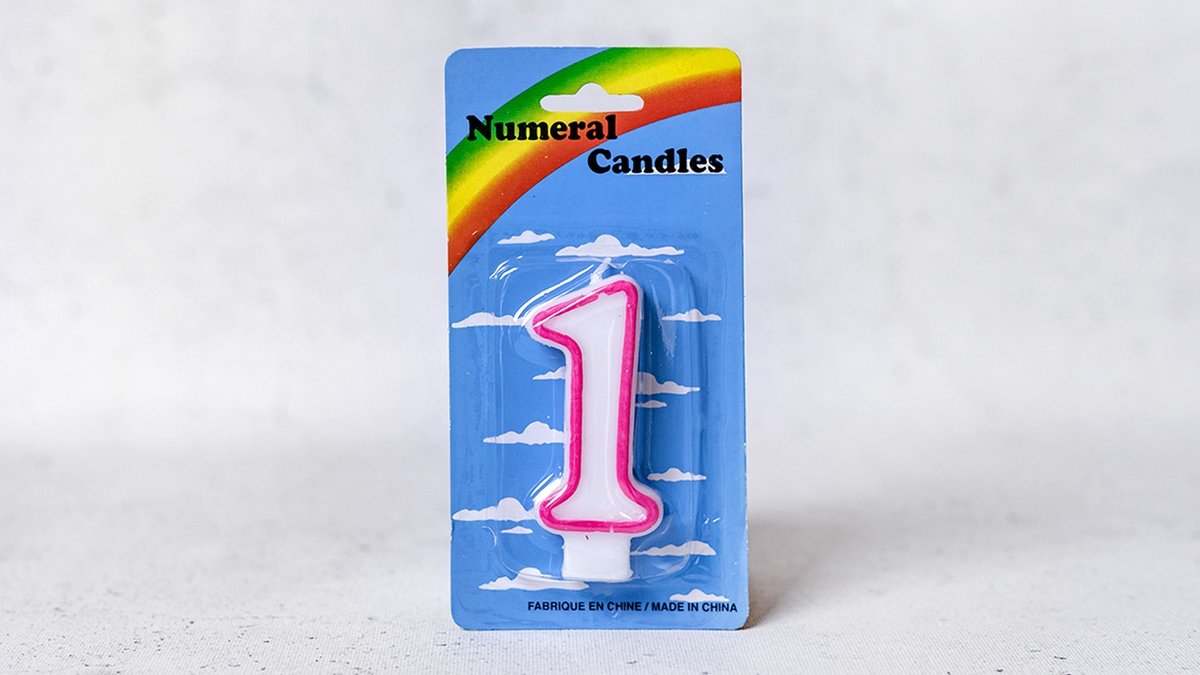 Numeral
Candles
1
FABRIQUE EN CHINE / MADE IN CHINA